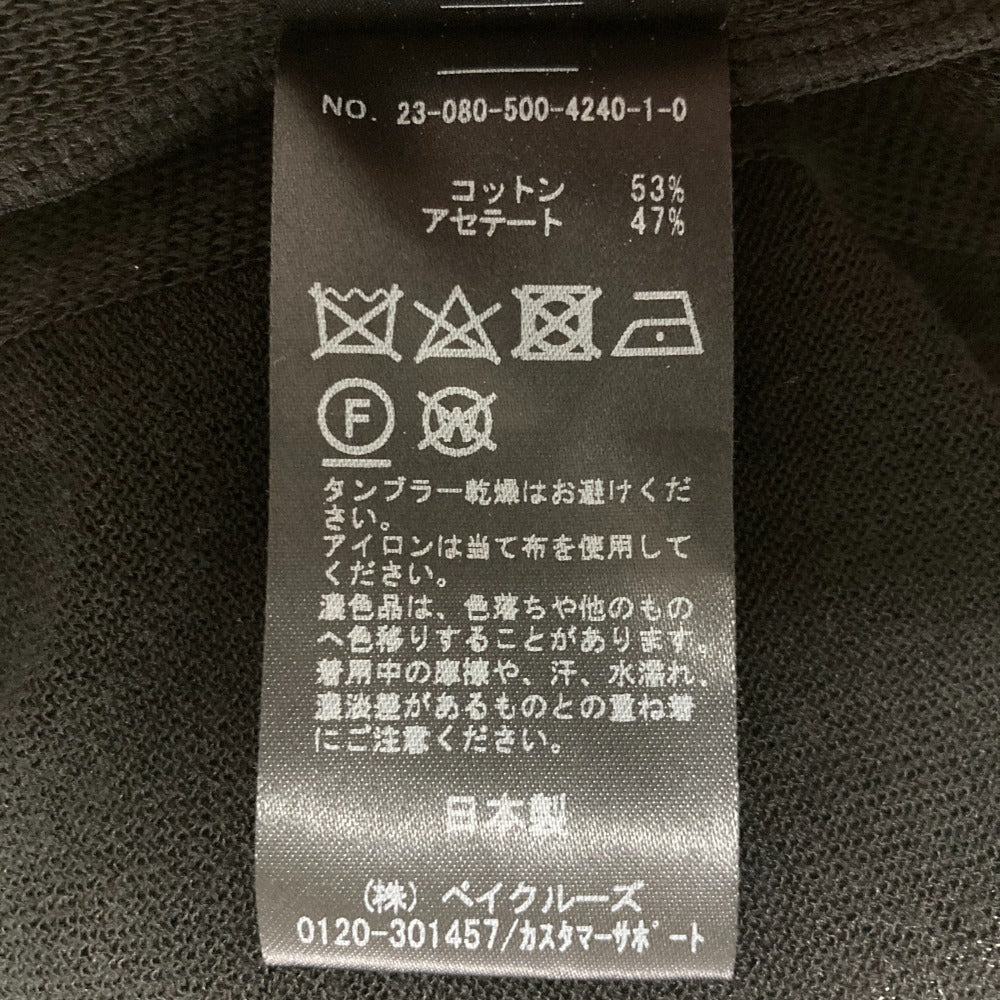 NO. 23-080-500-4240-1-0
コットン 53%
アセテート 47%
F
W
タンブラー乾燥はお避けくだ
さい。
アイロンは当て布を使用して
ください。
濃色品は、色落ちや他のもの
へ色移りすることがあります。
着用中の摩擦や、汗、水濡れ、
濃淡差があるものとの重ね着
にご注意ください。
日本製
(株) ベイクルーズ
0120-301457/カスタマーサポート